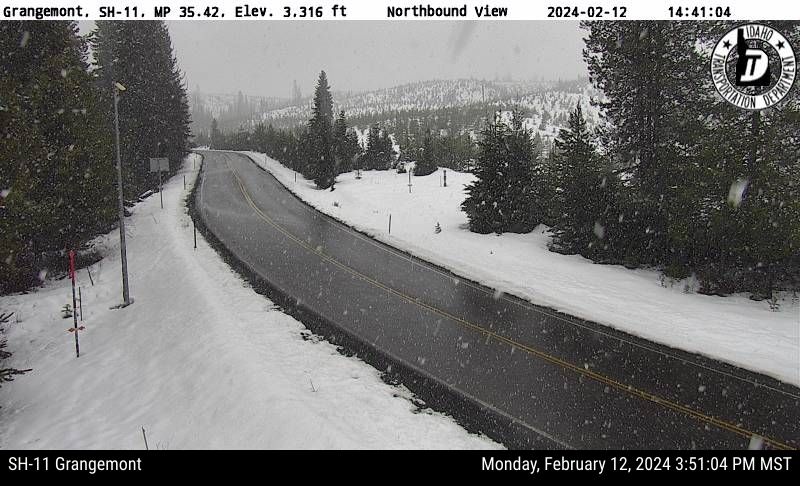 Grangemont, SH-11, MP 35.42, Elev. 3,316 ft Northbound View 2024-02-12 14:41:04
IDAHO
TRANSPORTATION DEPARTMENT
SH-11 Grangemont Monday, February 12, 2024 3:51:04 PM MST